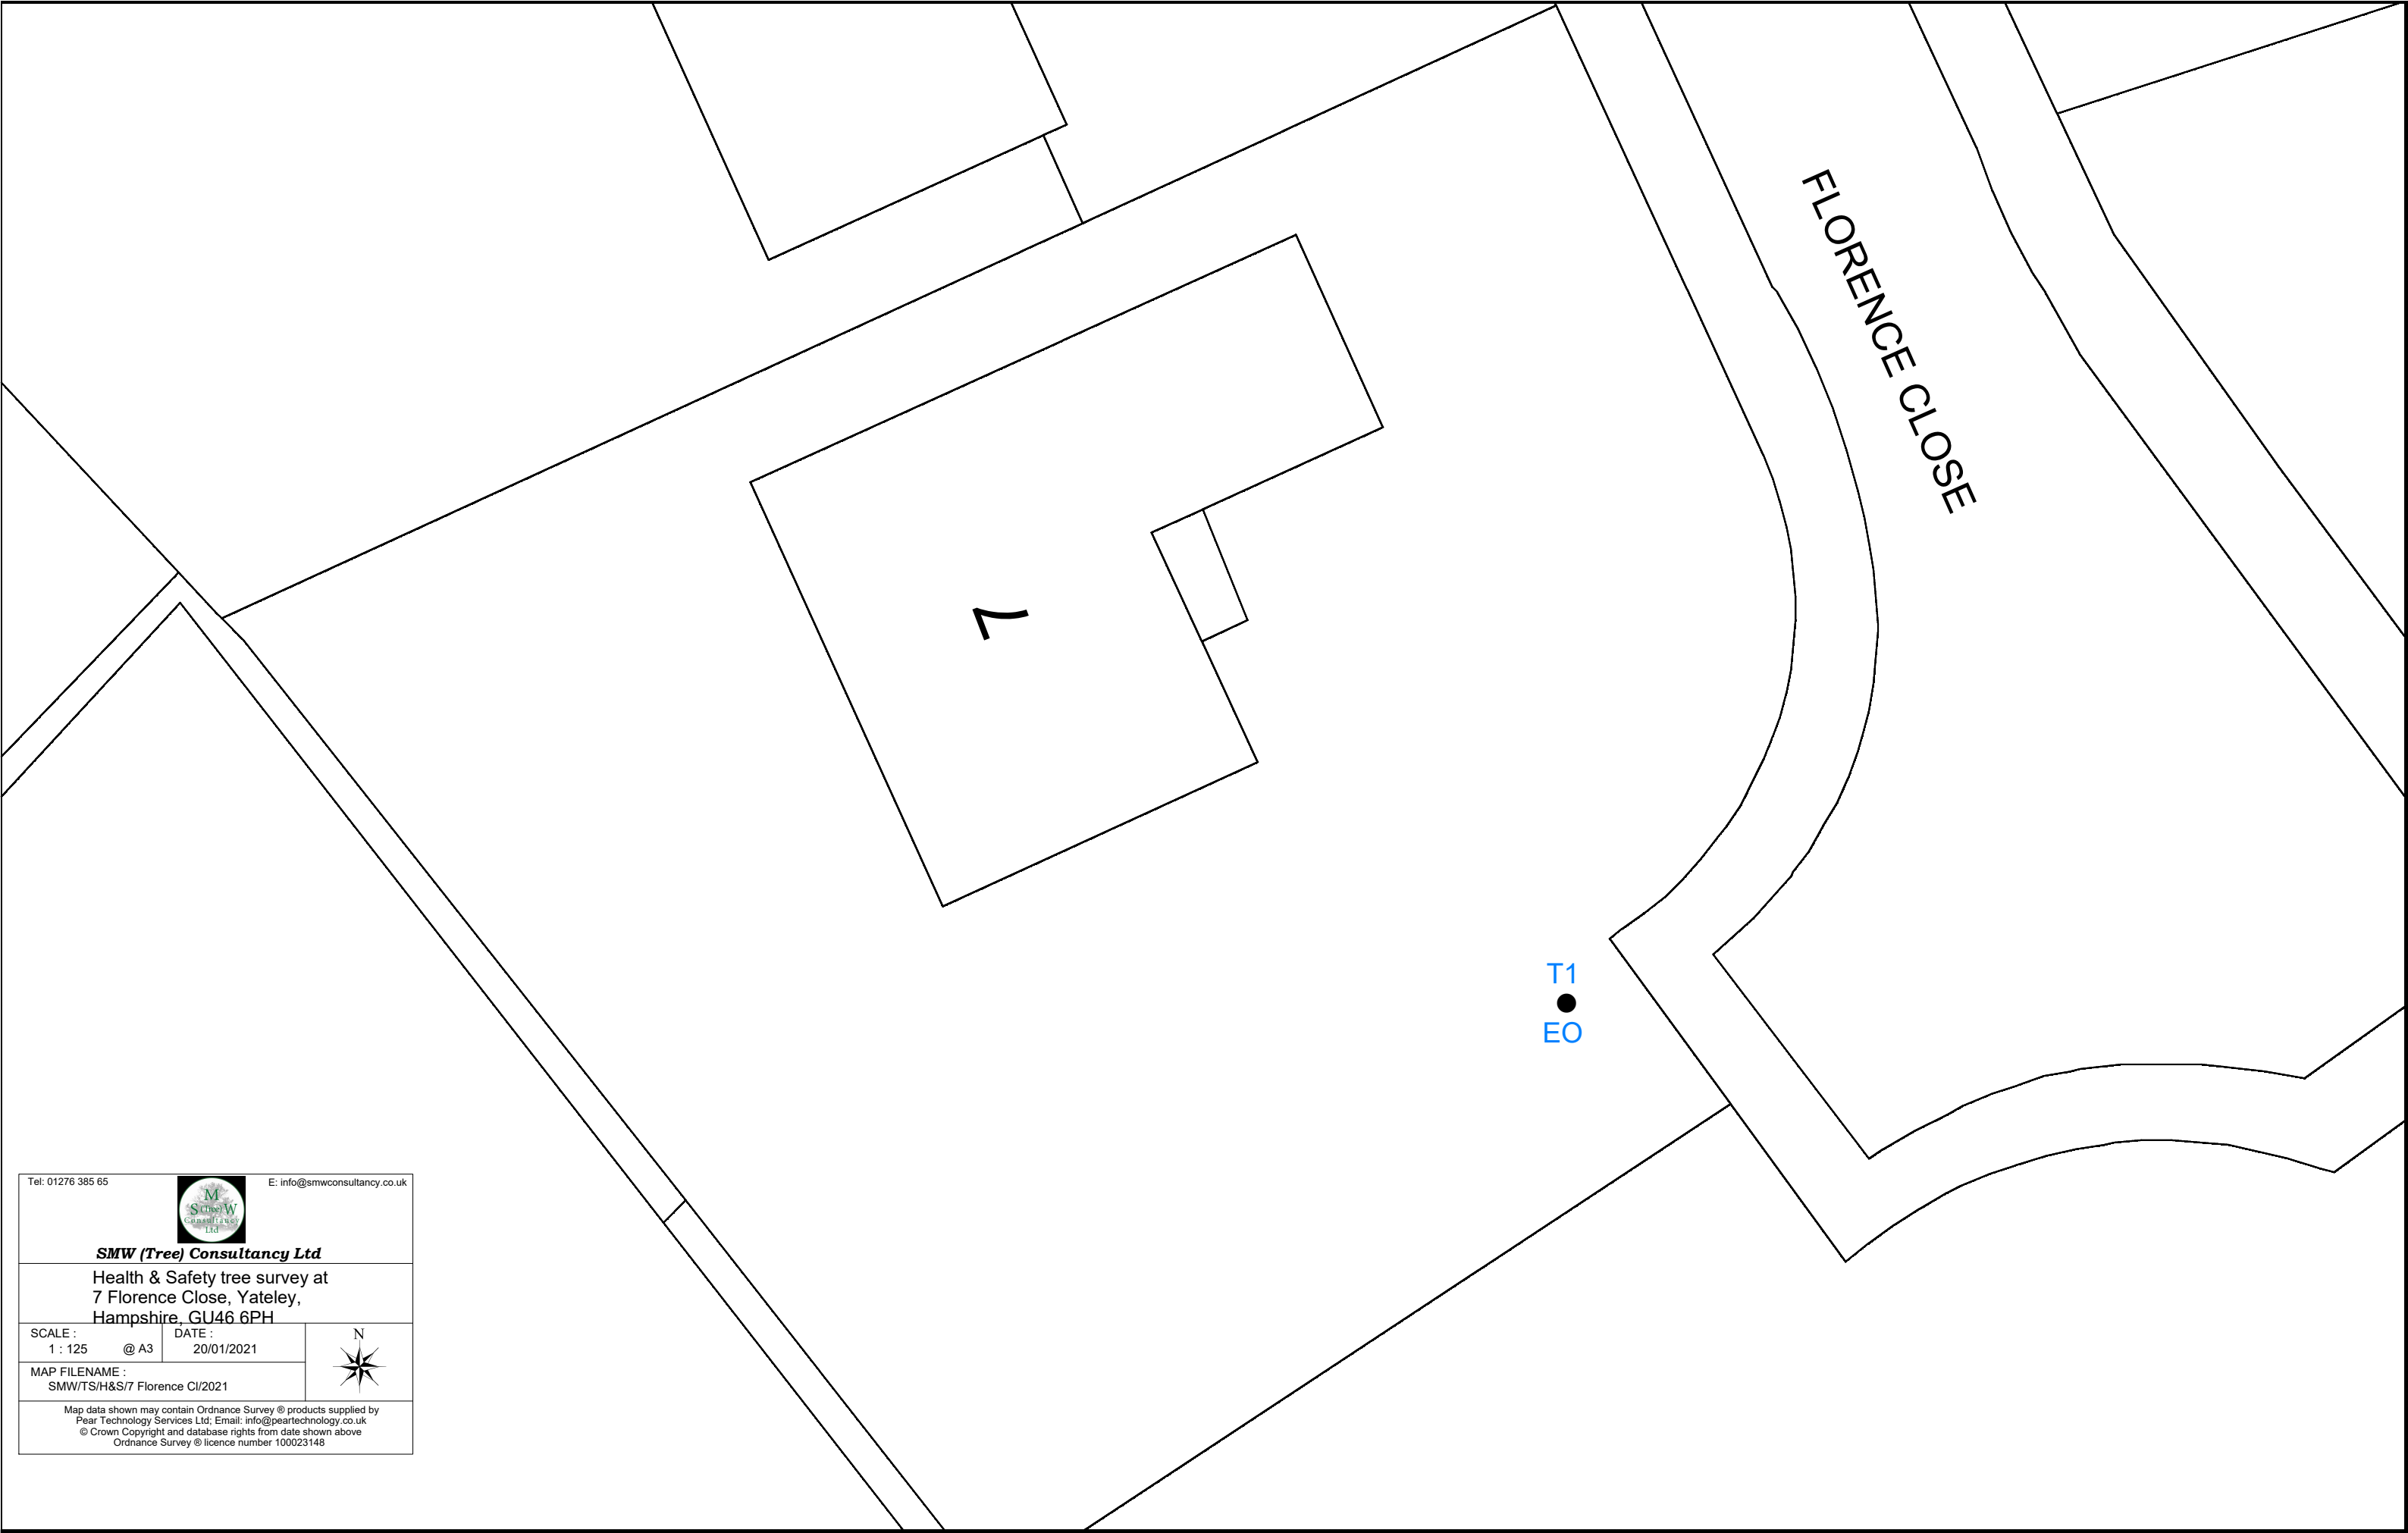 FLORENCE CLOSE
7
T1
EO
Tel: 01276 385 65
E: info@smwconsultancy.co.uk
M
S (Tree) W
Consultancy
Ltd
SMW (Tree) Consultancy Ltd
Health & Safety tree survey at
7 Florence Close, Yateley,
Hampshire, GU46 6PH
SCALE :
1 : 125 @ A3
DATE :
20/01/2021
N
MAP FILENAME :
SMW/TS/H&S/7 Florence Cl/2021
Map data shown may contain Ordnance Survey ® products supplied by
Pear Technology Services Ltd; Email: info@peartechnology.co.uk
© Crown Copyright and database rights from date shown above
Ordnance Survey ® licence number 100023148